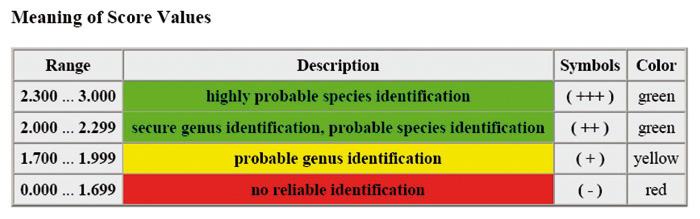 Meaning of Score Values
Range Description Symbols Color
2.300 ... 3.000 highly probable species identification ( +++ ) green
2.000 ... 2.299 secure genus identification, probable species identification ( ++ ) green
1.700 ... 1.999 probable genus identification ( + ) yellow
0.000 ... 1.699 no reliable identification ( - ) red